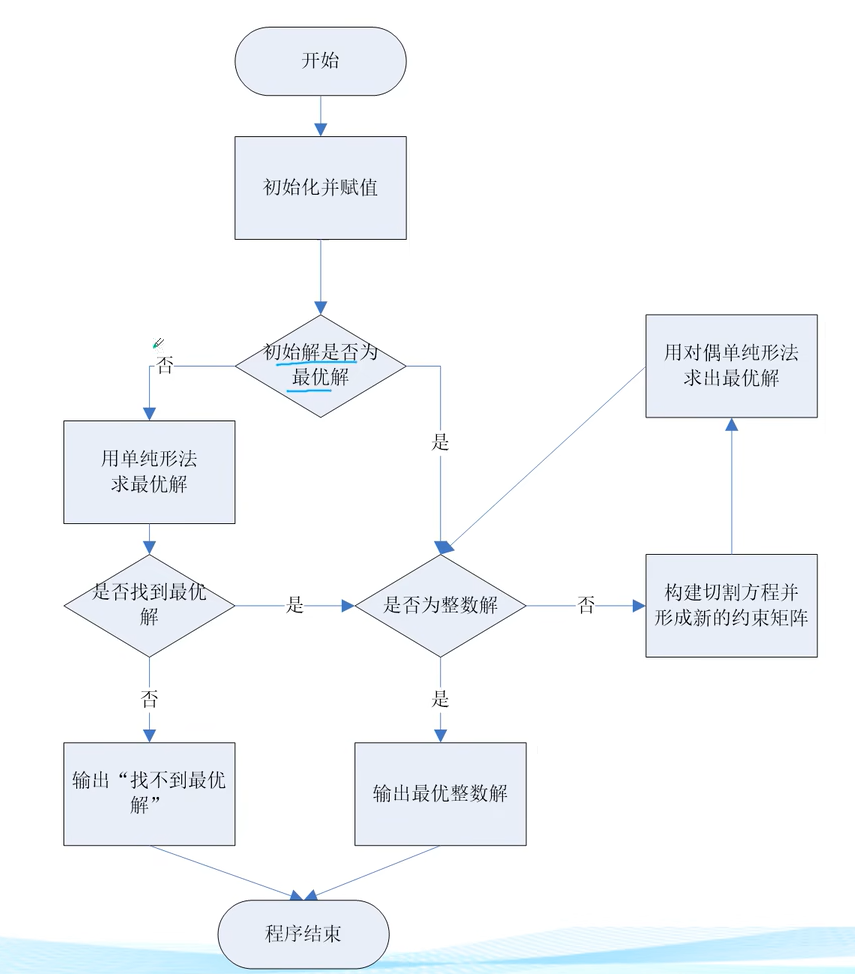 开始
初始化并赋值
初始解是否为
最优解
否
是
用单纯形法
求最优解
用对偶单纯形法
求出最优解
是否找到最优
解
是
是否为整数解
否
构建切割方程并
形成新的约束矩阵
否
是
输出“找不到最优
解”
输出最优整数解
程序结束